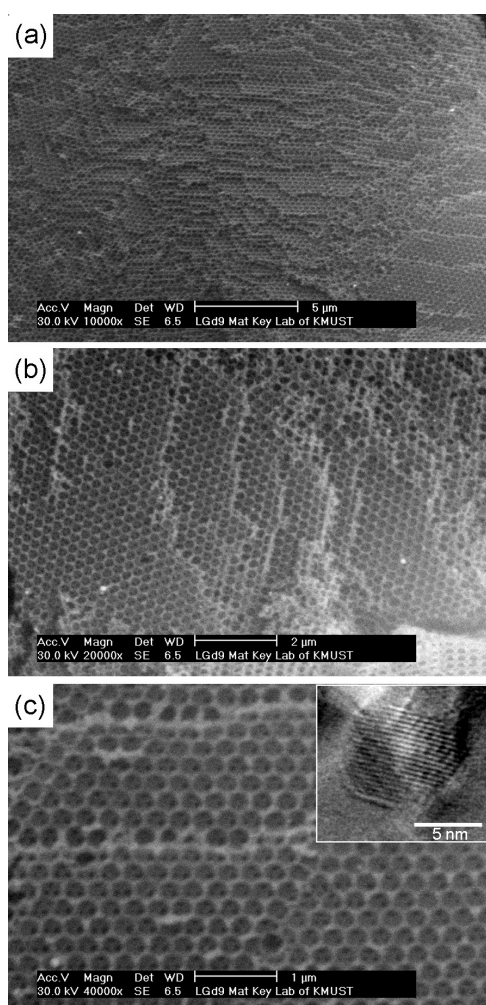 (a)
Acc.V Magn Det WD 5 μm
30.0 kV 10000x SE 6.5 LGd9 Mat Key Lab of KMUST
(b)
Acc.V Magn Det WD 2 μm
30.0 kV 20000x SE 6.5 LGd9 Mat Key Lab of KMUST
(c)
5 nm
Acc.V Magn Det WD 1 μm
30.0 kV 40000x SE 6.5 LGd9 Mat Key Lab of KMUST